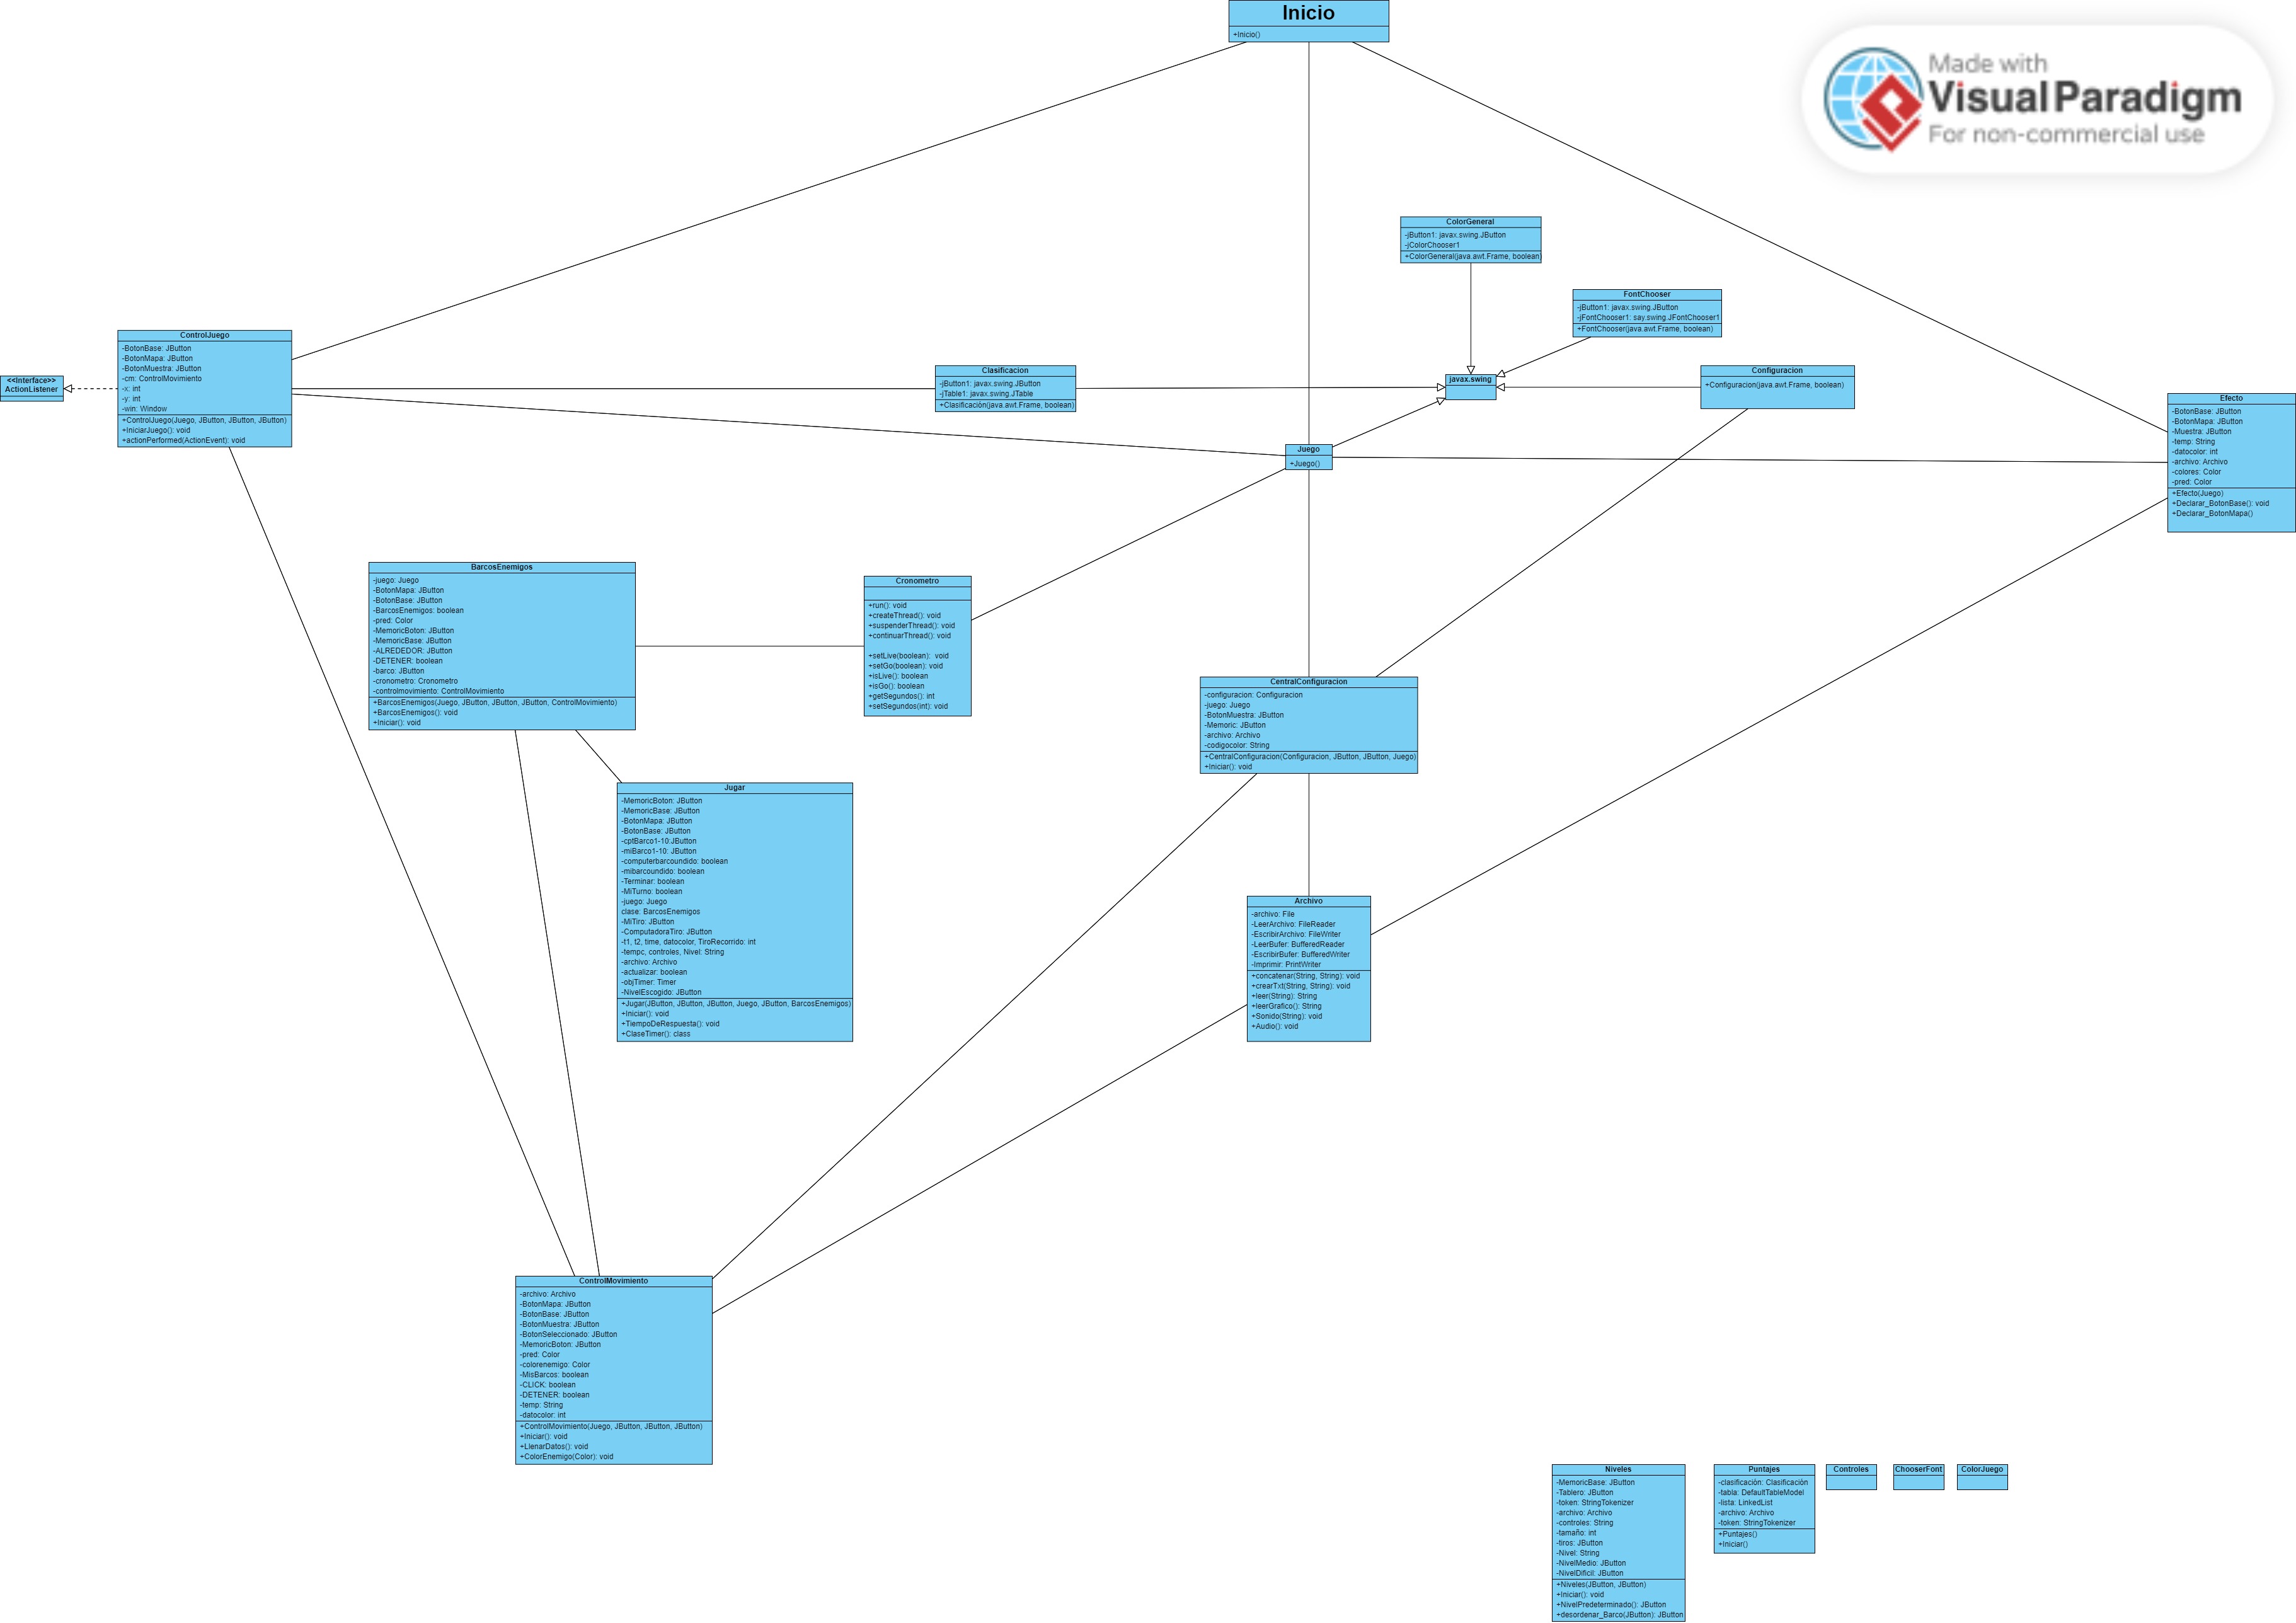 Inicio
+Inicio()
Made with
Visual Paradigm
For non-commercial use
ColorGeneral
-jButton1: javax.swing.JButton
-jColorChooser1
+ColorGeneral(java.awt.Frame, boolean)
FontChooser
-jButton1: javax.swing.JButton
-jFontChooser1: say.swing.JFontChooser1
+FontChooser(java.awt.Frame, boolean)
ControlJuego
-BotonBase: JButton
-BotonMapa: JButton
-BotonMuestra: JButton
-cm: ControlMovimiento
-x: int
-y: int
-win: Window
+ControlJuego(Juego, JButton, JButton, JButton)
+IniciarJuego(): void
+actionPerformed(ActionEvent): void
<<Interface>>
ActionListener
Clasificacion
-jButton1: javax.swing.JButton
-jTable1: javax.swing.JTable
+Clasificaciòn(java.awt.Frame, boolean)
javax.swing
Configuracion
+Configuracion(java.awt.Frame, boolean)
Efecto
-BotonBase: JButton
-BotonMapa: JButton
-Muestra: JButton
-temp: String
-datocolor: int
-archivo: Archivo
-colores: Color
-pred: Color
+Efecto(Juego)
+Declarar_BotonBase(): void
+Declarar_BotonMapa()
Juego
+Juego()
BarcosEnemigos
-juego: Juego
-BotonMapa: JButton
-BotonBase: JButton
-BarcosEnemigos: boolean
-pred: Color
-MemoricBoton: JButton
-MemoricBase: JButton
-ALREDEDOR: JButton
-DETENER: boolean
-barco: JButton
-cronometro: Cronometro
-controlmovimiento: ControlMovimiento
+BarcosEnemigos(Juego, JButton, JButton, JButton, ControlMovimiento)
+BarcosEnemigos(): void
+Iniciar(): void
Cronometro
+run(): void
+createThread(): void
+suspenderThread(): void
+continuarThread(): void
+setLive(boolean):  void
+setGo(boolean): void
+isLive(): boolean
+isGo(): boolean
+getSegundos(): int
+setSegundos(int): void
CentralConfiguracion
-configuracion: Configuracion
-juego: Juego
-BotonMuestra: JButton
-Memoric: JButton
-archivo: Archivo
-codigocolor: String
+CentralConfiguracion(Configuracion, JButton, JButton, Juego)
+Iniciar(): void
Jugar
-MemoricBoton: JButton
-MemoricBase: JButton
-BotonMapa: JButton
-BotonBase: JButton
-cptBarco1-10:JButton
-miBarco1-10: JButton
-computerbarcoundido: boolean
-mibarcoundido: boolean
-Terminar: boolean
-MiTurno: boolean
-juego: Juego
clase: BarcosEnemigos
-MiTiro: JButton
-ComputadoraTiro: JButton
-t1, t2, time, datocolor, TiroRecorrido: int
-tempc, controles, Nivel: String
-archivo: Archivo
-actualizar: boolean
-objTimer: Timer
-NivelEscogido: JButton
+Jugar(JButton, JButton, JButton, Juego, JButton, BarcosEnemigos)
+Iniciar(): void
+TiempoDeRespuesta(): void
+ClaseTimer(): class
Archivo
-archivo: File
-LeerArchivo: FileReader
-EscribirArchivo: FileWriter
-LeerBufer: BufferedReader
-EscribirBufer: BufferedWriter
-Imprimir: PrintWriter
+concatenar(String, String): void
+crearTxt(String, String): void
+leer(String): String
+leerGrafico(): String
+Sonido(String): void
+Audio(): void
ControlMovimiento
-archivo: Archivo
-BotonMapa: JButton
-BotonBase: JButton
-BotonMuestra: JButton
-BotonSeleccionado: JButton
-MemoricBoton: JButton
-pred: Color
-colorenemigo: Color
-MisBarcos: boolean
-CLICK: boolean
-DETENER: boolean
-temp: String
-datocolor: int
+ControlMovimiento(Juego, JButton, JButton, JButton)
+Iniciar(): void
+LlenarDatos(): void
+ColorEnemigo(Color): void
Niveles
-MemoricBase: JButton
-Tablero: JButton
-token: StringTokenizer
-archivo: Archivo
-controles: String
-tamaño: int
-tiros: JButton
-Nivel: String
-NivelMedio: JButton
-NivelDificil: JButton
+Niveles(JButton, JButton)
+Iniciar(): void
+NivelPredeterminado(): JButton
+desordenar_Barco(JButton): JButton
Puntajes
-clasificaciòn: Clasificaciòn
-tabla: DefaultTableModel
-lista: LinkedList
-archivo: Archivo
-token: StringTokenizer
+Puntajes()
+Iniciar()
Controles
ChooserFont
ColorJuego